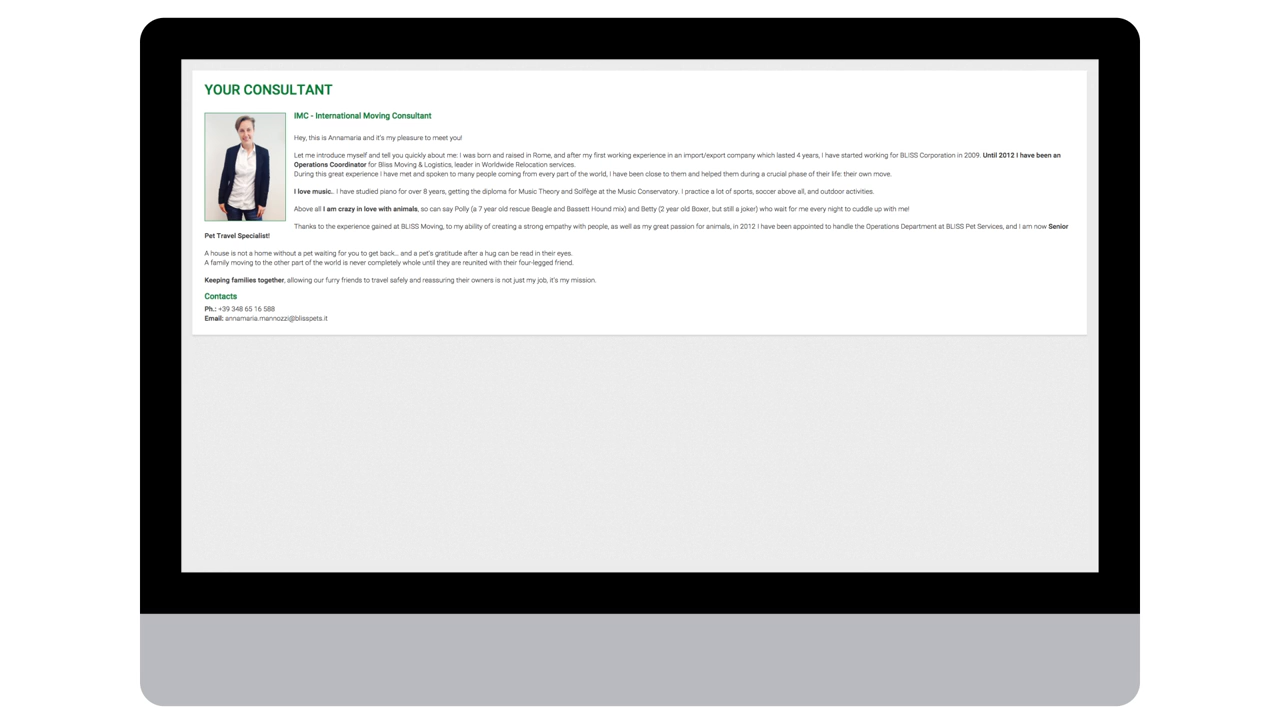 YOUR CONSULTANT
IMC - International Moving Consultant
Hey, this is Annamaria and it's my pleasure to meet you!
Let me introduce myself and tell you quickly about me: I was born and raised in Rome, and after my first working experience in an import/export company which lasted 4 years, I have started working for BLISS Corporation in 2009. Until 2012 I have been an
Operations Coordinator for Bliss Moving & Logistics, leader in Worldwide Relocation services.
During this great experience I have met and spoken to many people coming from every part of the world, I have been close to them and helped them during a crucial phase of their life: their own move.
I love music.. I have studied piano for over 8 years, getting the diploma for Music Theory and Solfège at the Music Conservatory. I practice a lot of sports, soccer above all, and outdoor activities.
Above all I am crazy in love with animals, so can say Polly (a 7 year old rescue Beagle and Bassett Hound mix) and Betty (2 year old Boxer, but still a joker) who wait for me every night to cuddle up with me!
Thanks to the experience gained at BLISS Moving, to my ability of creating a strong empathy with people, as well as my great passion for animals, in 2012 I have been appointed to handle the Operations Department at BLISS Pet Services, and I am now Senior
Pet Travel Specialist!
A house is not a home without a pet waiting for you to get back... and a pet's gratitude after a hug can be read in their eyes.
A family moving to the other part of the world is never completely whole until they are reunited with their four-legged friend.
Keeping families together, allowing our furry friends to travel safely and reassuring their owners is not just my job, it's my mission.
Contacts
Ph.: +39 348 65 16 588
Email: annamaria.mannozzi@blisspets.it